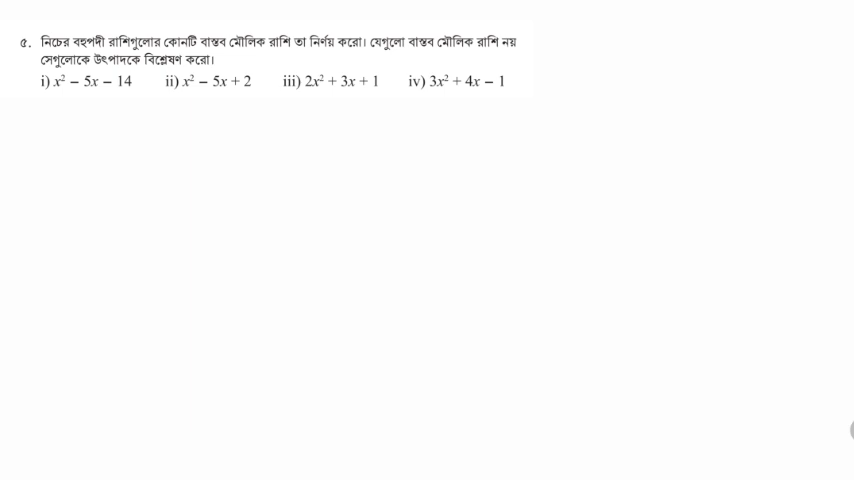 ৫. নিচের বহুপদী রাশিগুলোর কোনটি বাস্তব মৌলিক রাশি তা নির্ণয় করো। যেগুলো বাস্তব মৌলিক রাশি নয়
সেগুলোকে উৎপাদকে বিশ্লেষণ করো।
i) x² – 5x – 14 ii) x² – 5x + 2 iii) 2x² + 3x + 1 iv) 3x² + 4x – 1